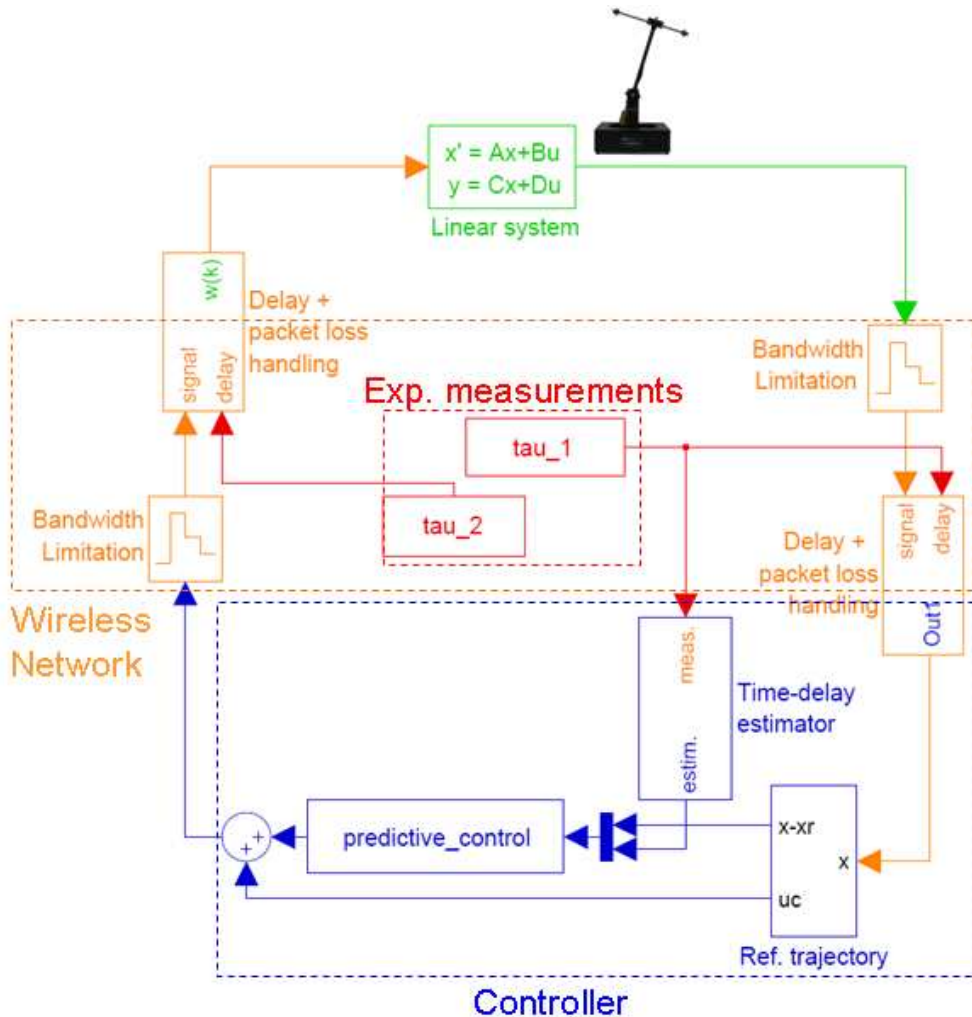 x' = Ax+Bu
y = Cx+Du
Linear system
w(k)
signal
delay
Delay +
packet loss
handling
Bandwidth
Limitation
Exp. measurements
tau_1
tau_2
Bandwidth
Limitation
signal
delay
Out1
Delay +
packet loss
handling
Wireless
Network
meas.
estim.
Time-delay
estimator
predictive_control
+
+
x-xr
x
uc
Ref. trajectory
Controller